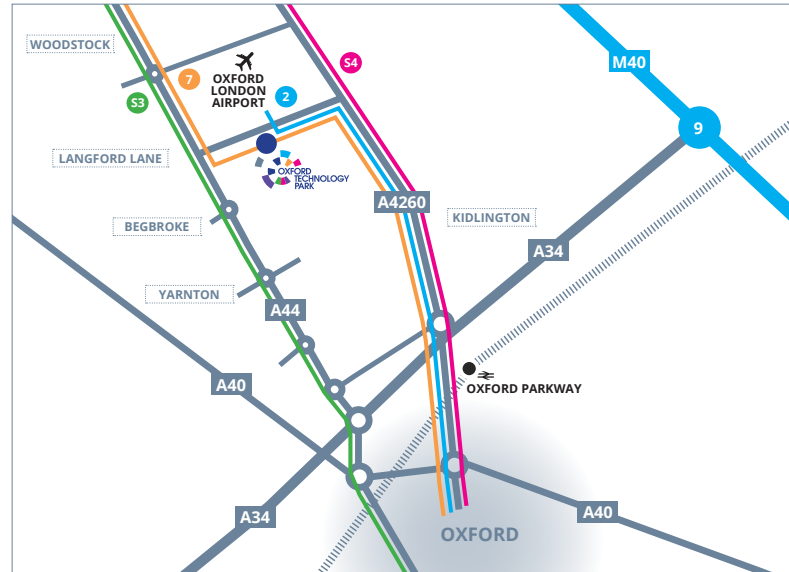 WOODSTOCK
M40
S4
7
OXFORD
LONDON
AIRPORT
2
S3
9
LANGFORD LANE
OXFORD
TECHNOLOGY
PARK
A4260
KIDLINGTON
BEGBROKE
A34
YARNTON
A44
A40
OXFORD PARKWAY
A34
A40
OXFORD